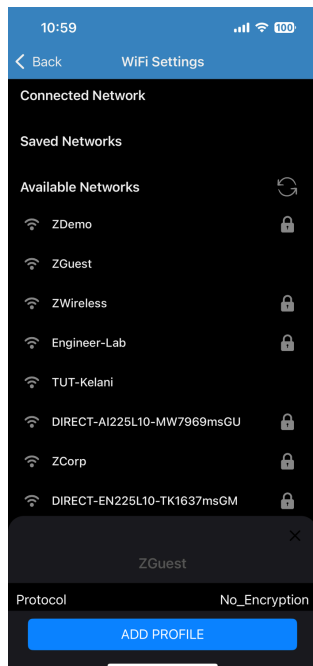 10:59
100
Back WiFi Settings
Connected Network
Saved Networks
Available Networks
ZDemo
ZGuest
ZWireless
Engineer-Lab
TUT-Kelani
DIRECT-AI225L10-MW7969msGU
ZCorp
DIRECT-EN225L10-TK1637msGM
ZGuest
Protocol No_Encryption
ADD PROFILE